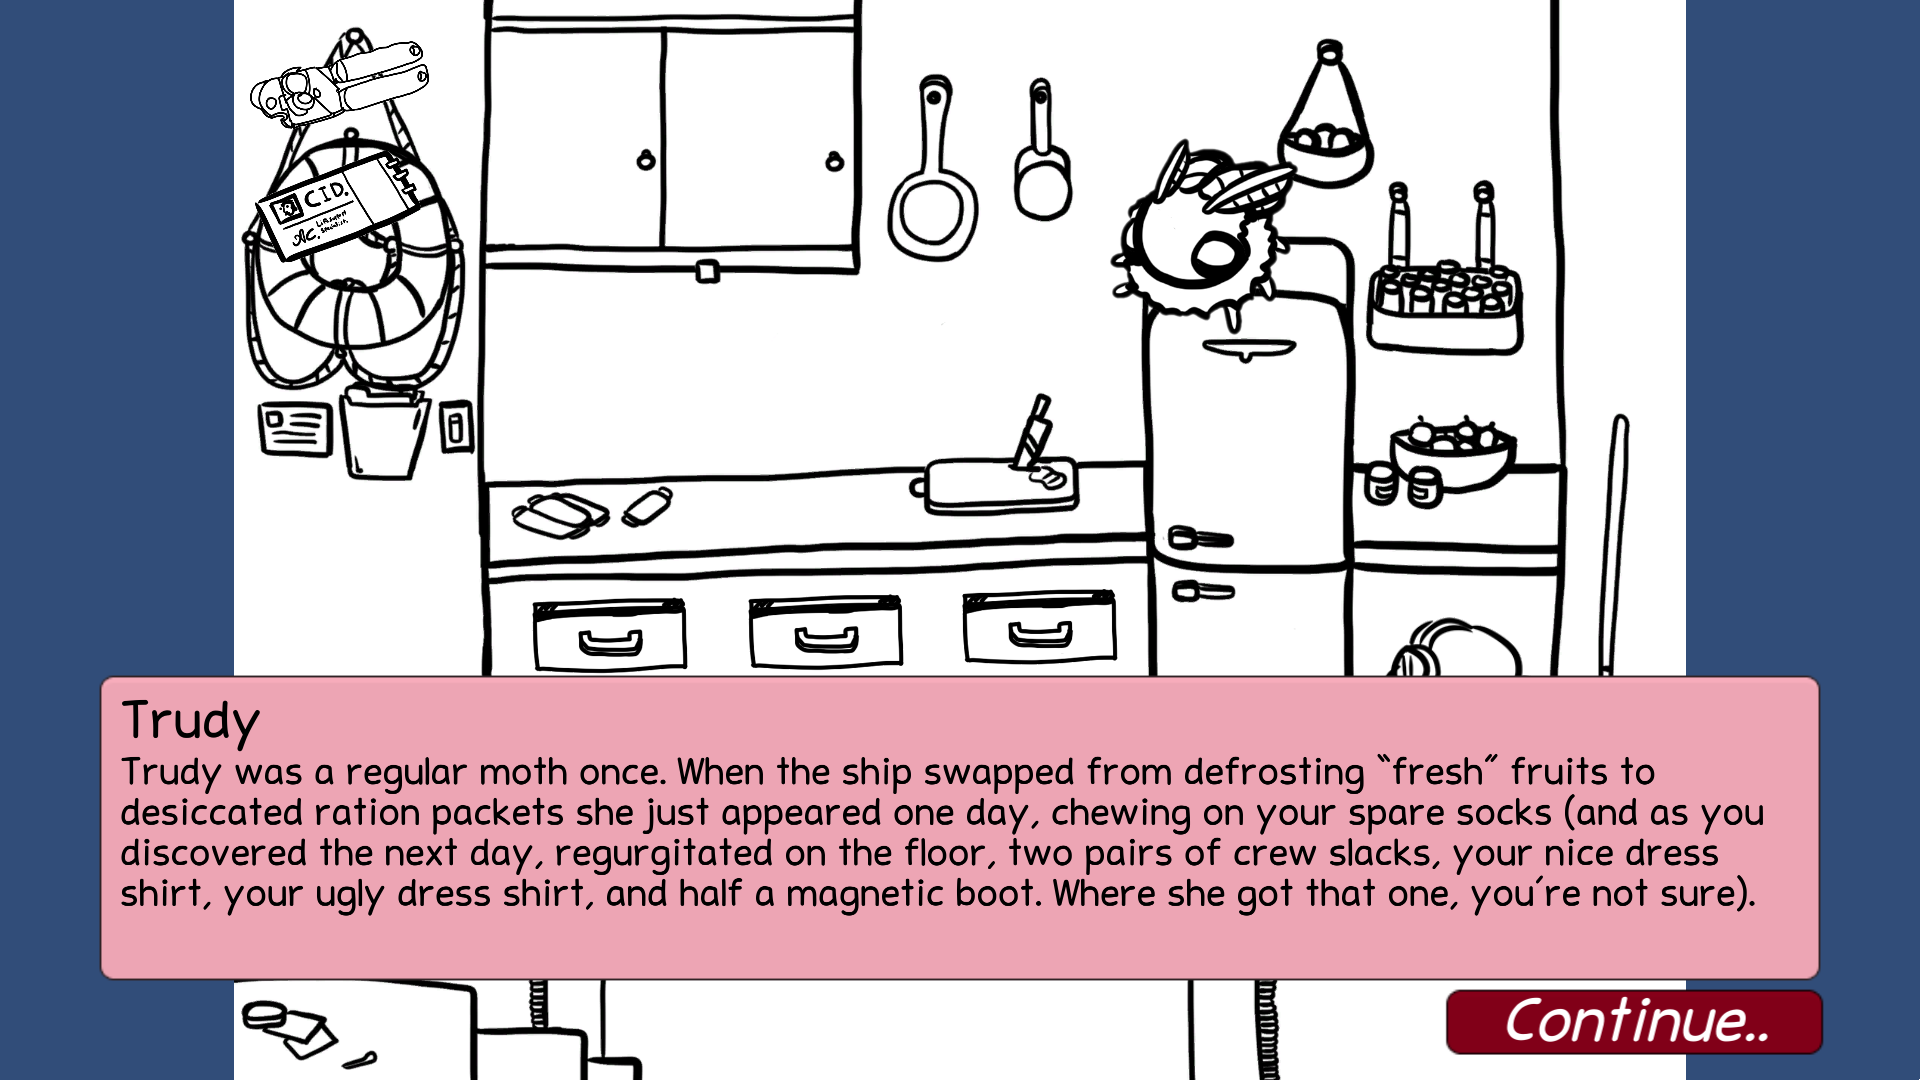 CID.
AC.
Trudy
Trudy was a regular moth once. When the ship swapped from defrosting “fresh” fruits to
desiccated ration packets she just appeared one day, chewing on your spare socks (and as you
discovered the next day, regurgitated on the floor, two pairs of crew slacks, your nice dress
shirt, your ugly dress shirt, and half a magnetic boot. Where she got that one, you're not sure).
Continue..